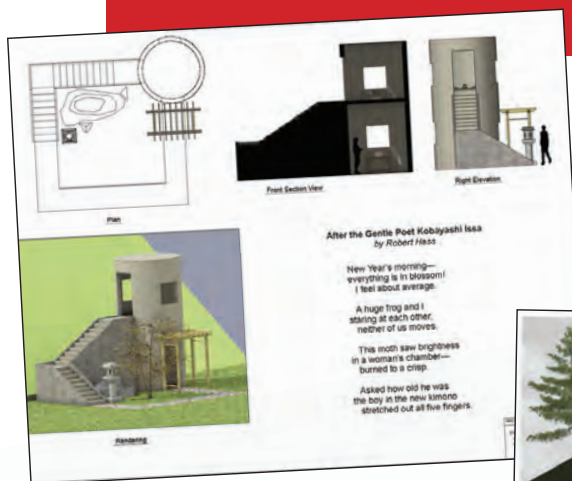 Plan
Front Section View
Right Elevation
After the Gentle Poet Kobayashi Issa
by Robert Hass
New Year's morning—
everything is in blossom!
I feel about average.
A huge frog and I
staring at each other,
neither of us moves.
This moth saw brightness
in a woman's chamber—
burned to a crisp.
Asked how old he was
the boy in the new kimono
stretched out all five fingers.
Rendering